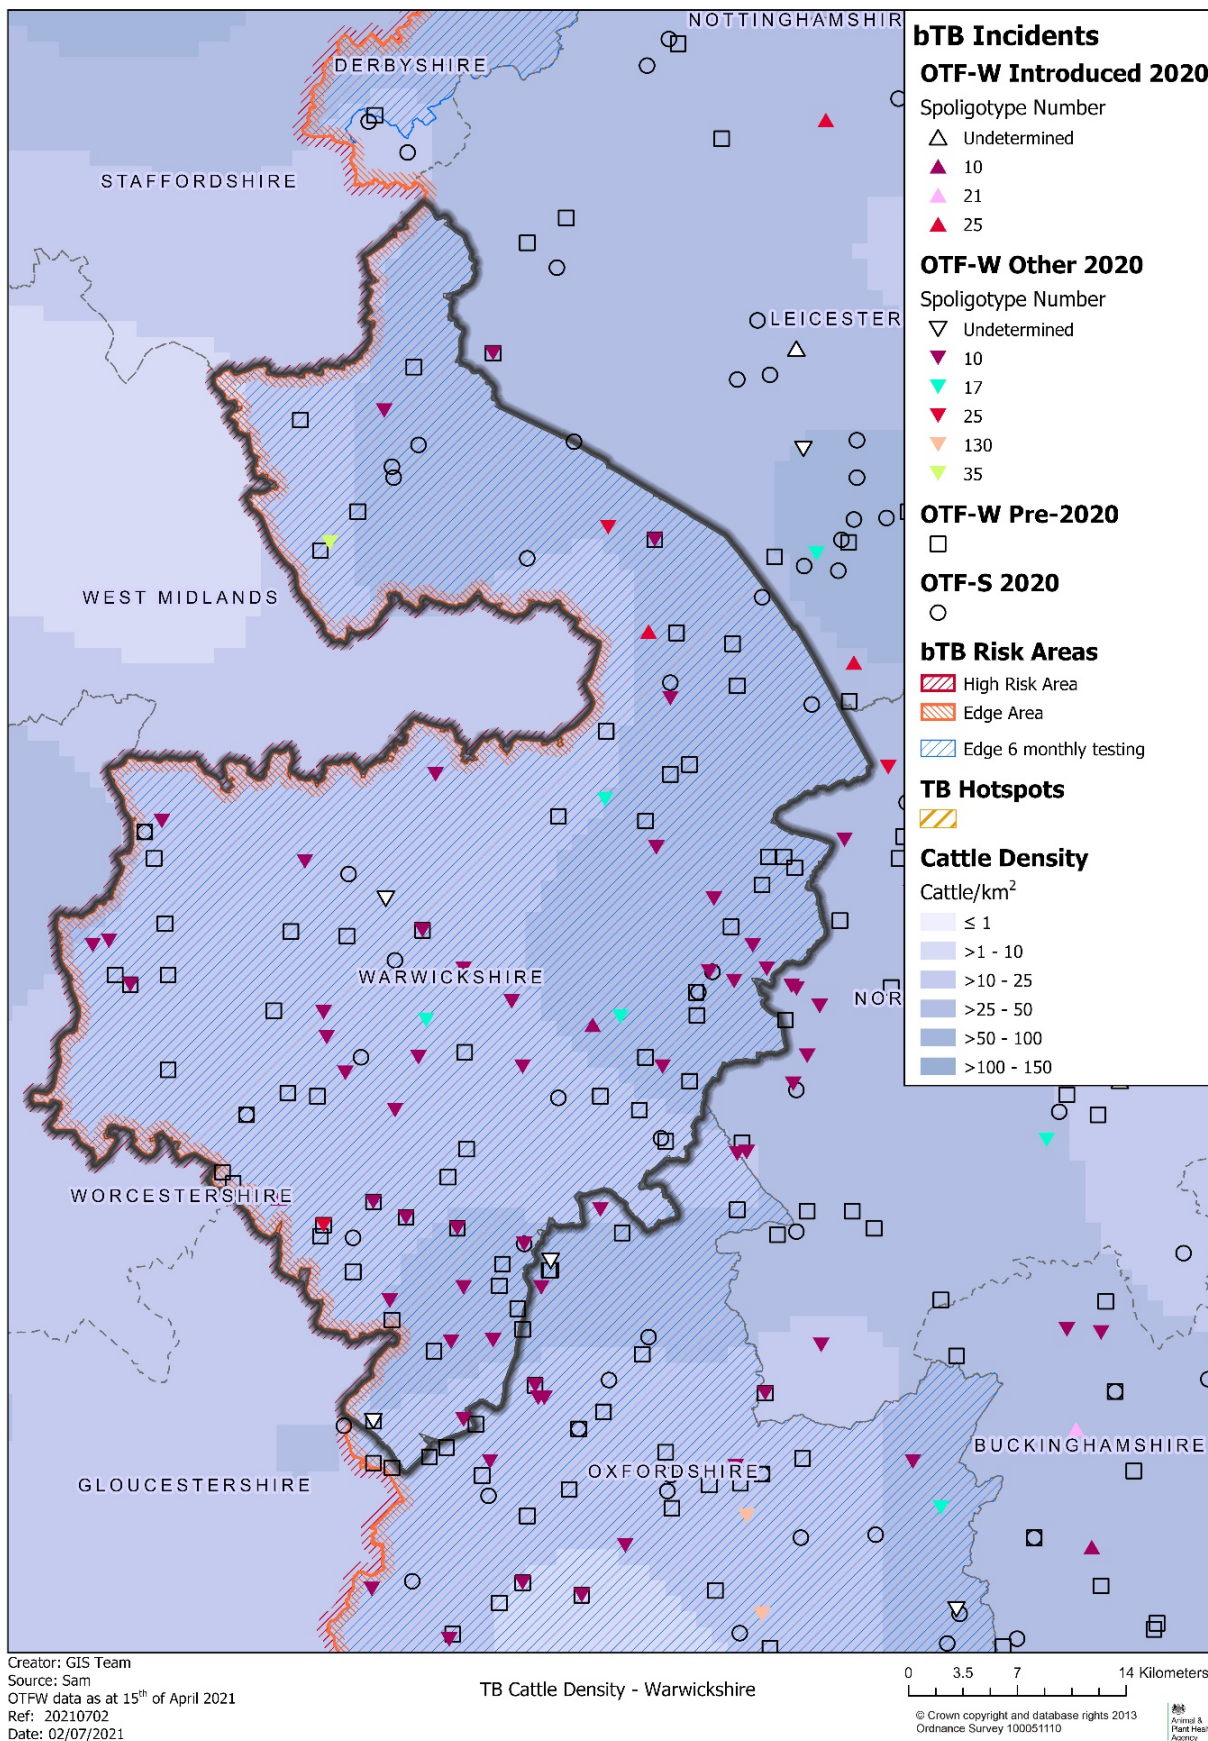 NOTTINGHAMSHIR
DERBYSHIRE
STAFFORDSHIRE
LEICESTER
WEST MIDLANDS
WARWICKSHIRE
NOR
WORCESTERSHIRE
GLOUCESTERSHIRE
OXFORDSHIRE
BUCKINGHAMSHIRE
bTB Incidents
OTF-W Introduced 2020
Spoligotype Number
Undetermined
10
21
25
OTF-W Other 2020
Spoligotype Number
Undetermined
10
17
25
130
35
OTF-W Pre-2020
OTF-S 2020
bTB Risk Areas
High Risk Area
Edge Area
Edge 6 monthly testing
TB Hotspots
Cattle Density
Cattle/km²
≤ 1
>1 - 10
>10 - 25
>25 - 50
>50 - 100
>100 - 150
Creator: GIS Team
Source: Sam
OTFW data as at 15th of April 2021
Ref: 20210702
Date: 02/07/2021
TB Cattle Density - Warwickshire
0 3.5 7 14 Kilometers
© Crown copyright and database rights 2013
Ordnance Survey 100051110
Animal &
Plant Heal
Agency